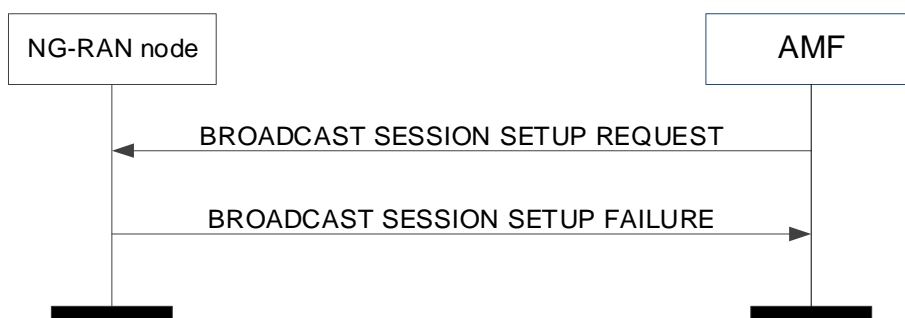 NG-RAN node
AMF
BROADCAST SESSION SETUP REQUEST
BROADCAST SESSION SETUP FAILURE